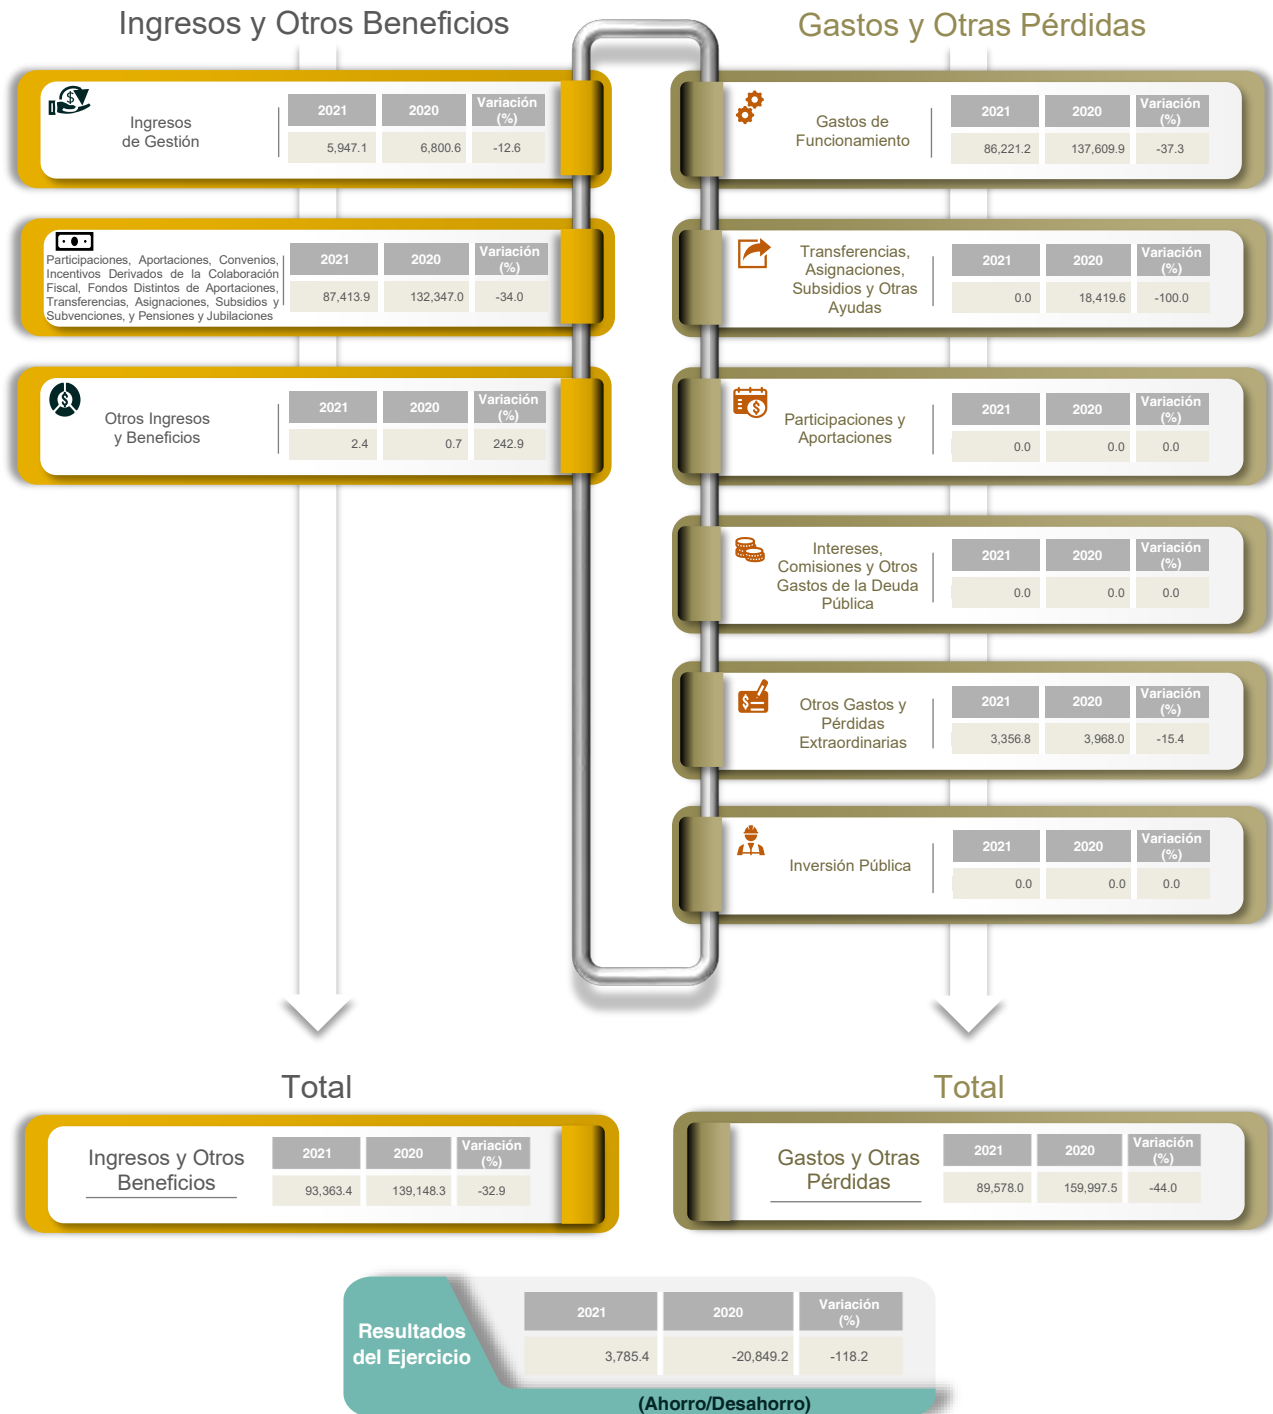 Ingresos y Otros Beneficios
Ingresos
de Gestión
2021 2020 Variación (%)
5,947.1 6,800.6 -12.6
Participaciones, Aportaciones, Convenios,
Incentivos Derivados de la Colaboración
Fiscal, Fondos Distintos de Aportaciones,
Transferencias, Asignaciones, Subsidios y
Subvenciones, y Pensiones y Jubilaciones
2021 2020 Variación (%)
87,413.9 132,347.0 -34.0
Otros Ingresos
y Beneficios
2021 2020 Variación (%)
2.4 0.7 242.9
Gastos y Otras Pérdidas
Gastos de
Funcionamiento
2021 2020 Variación (%)
86,221.2 137,609.9 -37.3
Transferencias,
Asignaciones,
Subsidios y Otras
Ayudas
2021 2020 Variación (%)
0.0 18,419.6 -100.0
Participaciones y
Aportaciones
2021 2020 Variación (%)
0.0 0.0 0.0
Intereses,
Comisiones y Otros
Gastos de la Deuda
Pública
2021 2020 Variación (%)
0.0 0.0 0.0
Otros Gastos y
Pérdidas
Extraordinarias
2021 2020 Variación (%)
3,356.8 3,968.0 -15.4
Inversión Pública
2021 2020 Variación (%)
0.0 0.0 0.0
Total
Ingresos y Otros
Beneficios
2021 2020 Variación (%)
93,363.4 139,148.3 -32.9
Total
Gastos y Otras
Pérdidas
2021 2020 Variación (%)
89,578.0 159,997.5 -44.0
Resultados
del Ejercicio
2021 2020 Variación (%)
3,785.4 -20,849.2 -118.2
(Ahorro/Desahorro)